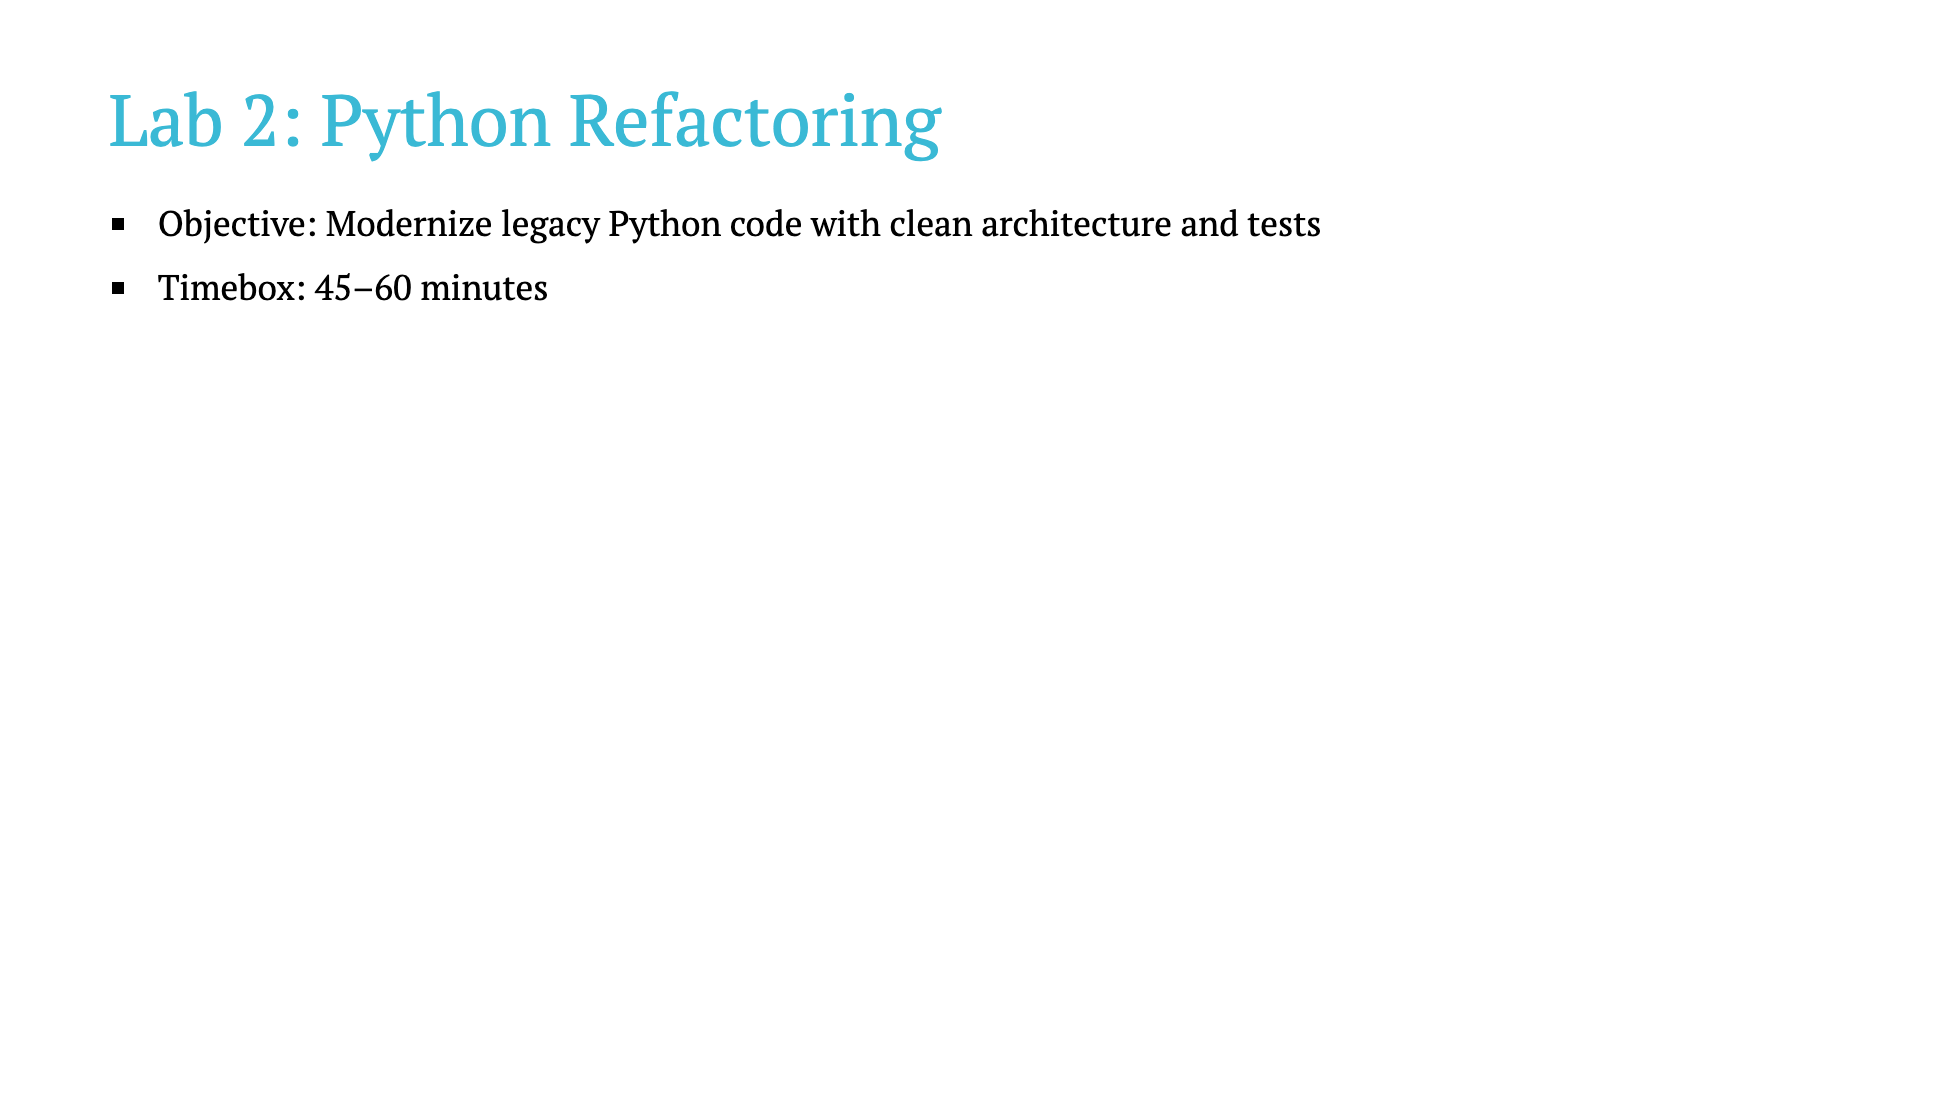 Lab 2: Python Refactoring
▪ Objective: Modernize legacy Python code with clean architecture and tests
▪ Timebox: 45–60 minutes